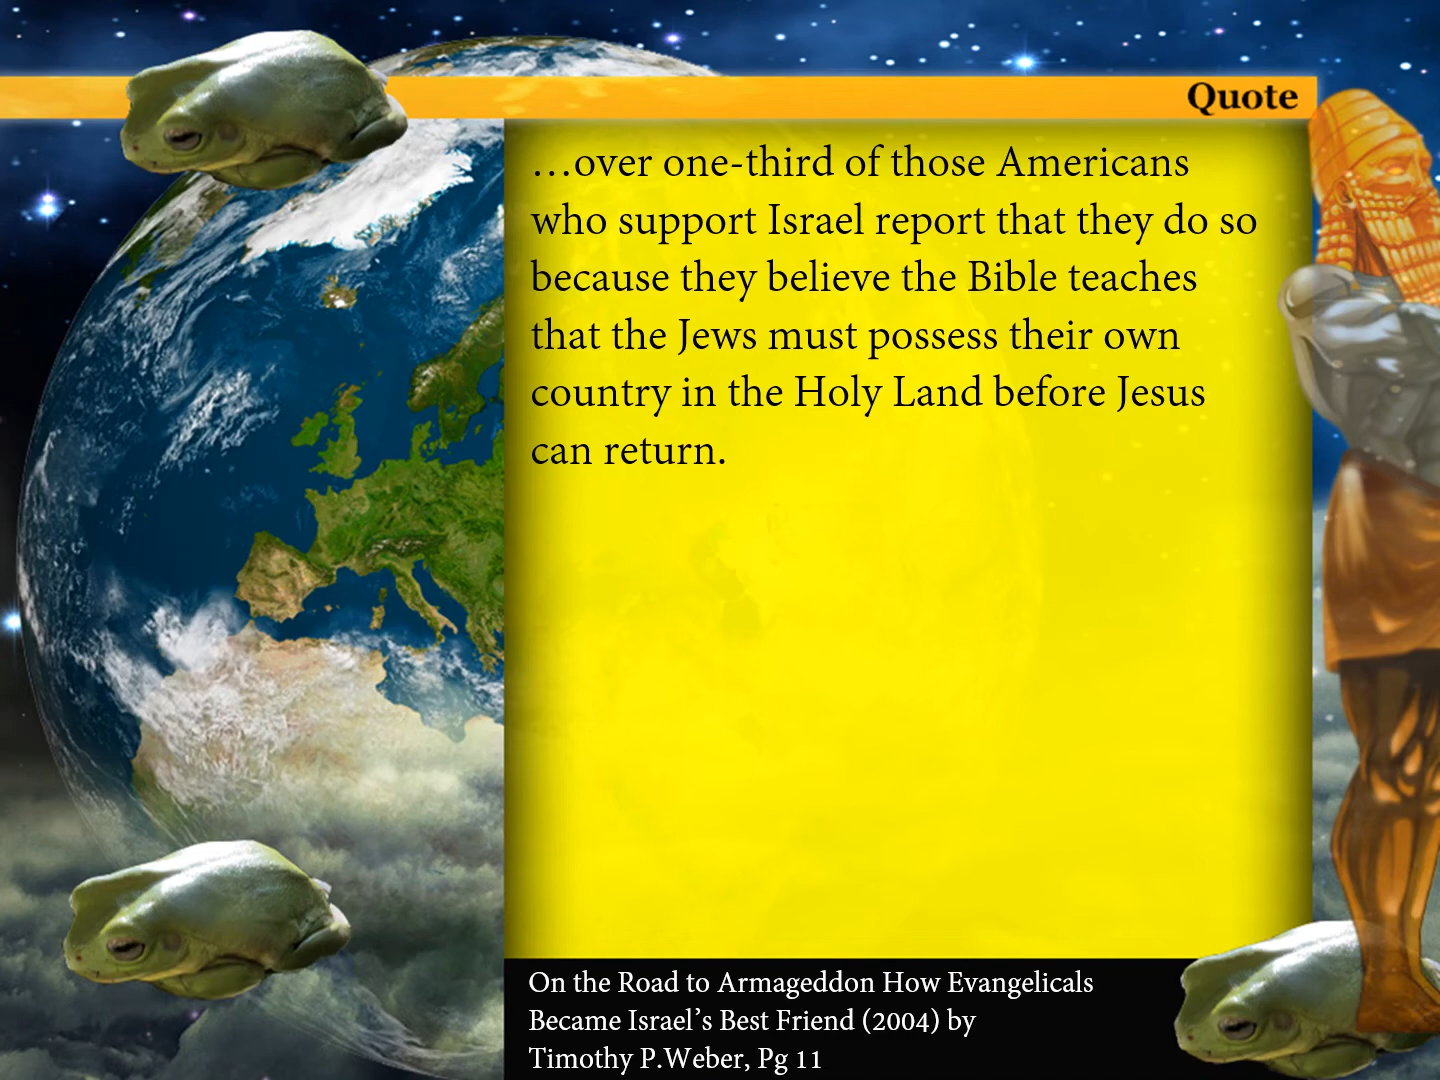 Quote
…over one-third of those Americans
who support Israel report that they do so
because they believe the Bible teaches
that the Jews must possess their own
country in the Holy Land before Jesus
can return.
On the Road to Armageddon How Evangelicals
Became Israel’s Best Friend (2004) by
Timothy P.Weber, Pg 11